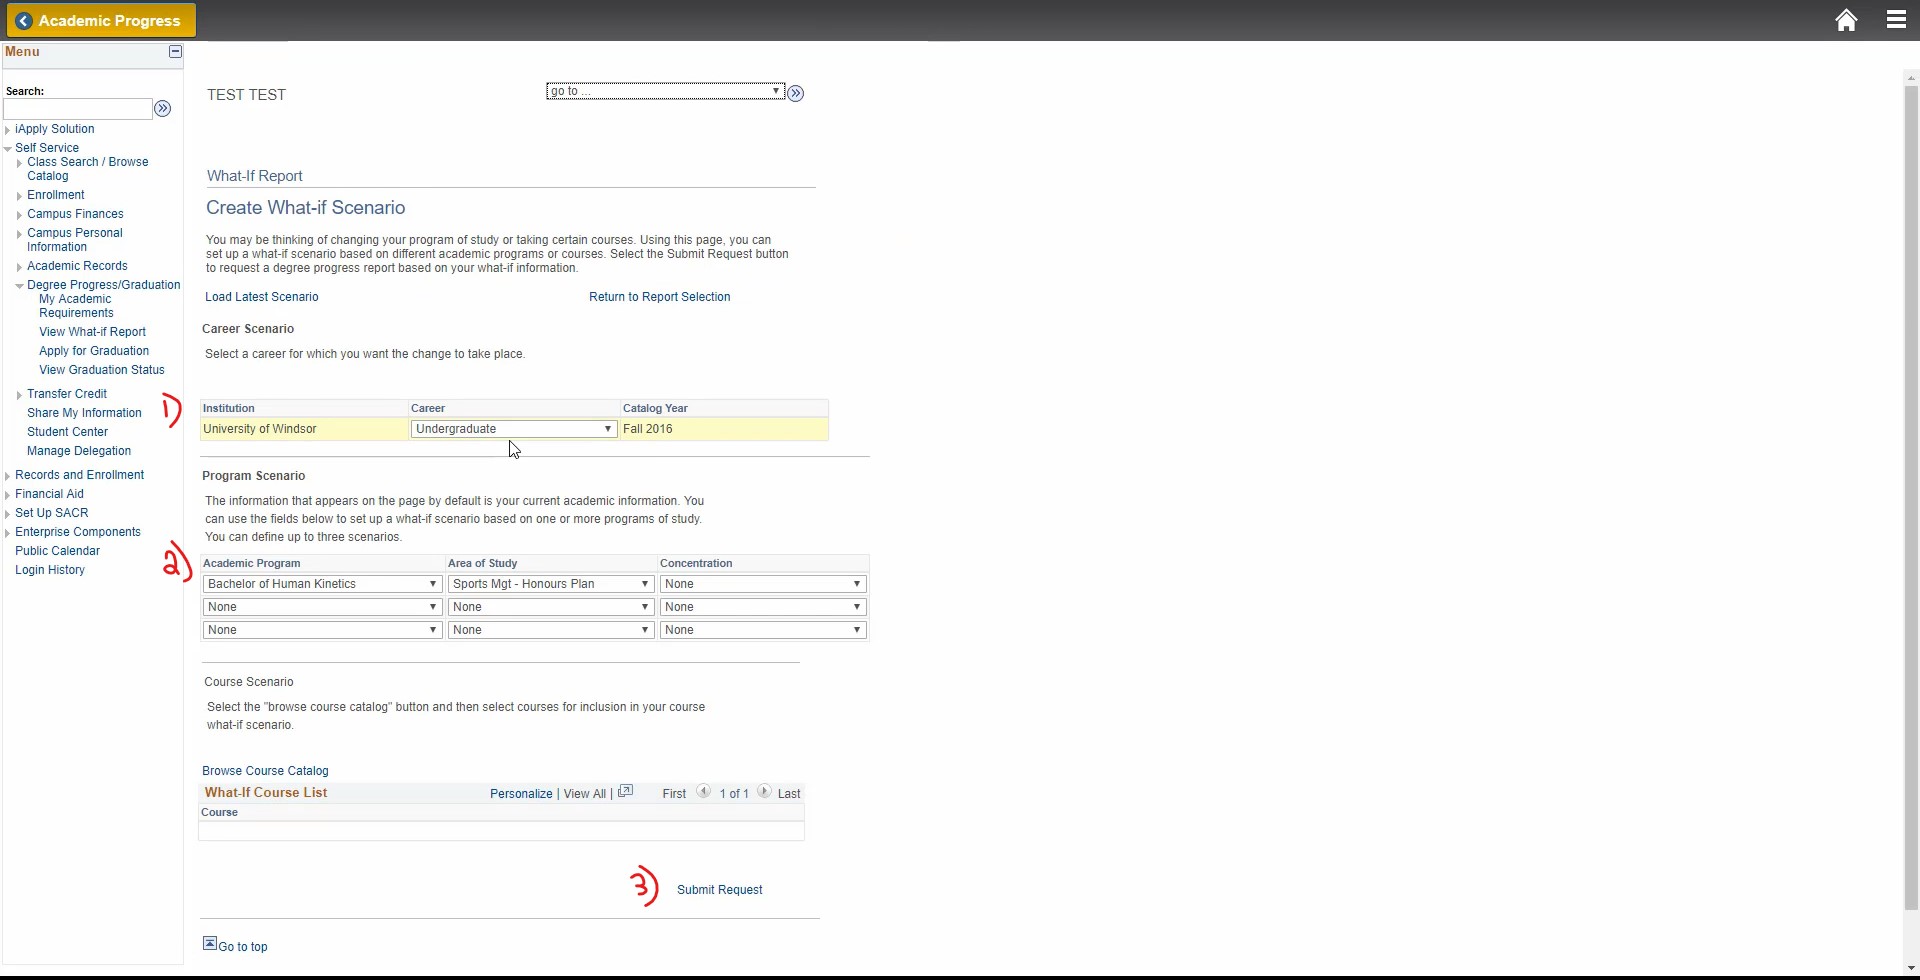 Academic Progress
Menu
Search:
iApply Solution
Self Service
Class Search / Browse
Catalog
Enrollment
Campus Finances
Campus Personal
Information
Academic Records
Degree Progress/Graduation
My Academic
Requirements
View What-if Report
Apply for Graduation
View Graduation Status
Transfer Credit
Share My Information
Student Center
Manage Delegation
Records and Enrollment
Financial Aid
Set Up SACR
Enterprise Components
Public Calendar
Login History
TEST TEST
go to ...
What-If Report
Create What-if Scenario
You may be thinking of changing your program of study or taking certain courses. Using this page, you can
set up a what-if scenario based on different academic programs or courses. Select the Submit Request button
to request a degree progress report based on your what-if information.
Load Latest Scenario Return to Report Selection
Career Scenario
Select a career for which you want the change to take place.
1)
Institution Career Catalog Year
University of Windsor Undergraduate Fall 2016
Program Scenario
The information that appears on the page by default is your current academic information. You
can use the fields below to set up a what-if scenario based on one or more programs of study.
You can define up to three scenarios.
2)
Academic Program Area of Study Concentration
Bachelor of Human Kinetics Sports Mgt - Honours Plan None
None None None
None None None
Course Scenario
Select the "browse course catalog" button and then select courses for inclusion in your course
what-if scenario.
Browse Course Catalog
What-If Course List Personalize | View All | First 1 of 1 Last
Course
3) Submit Request
Go to top